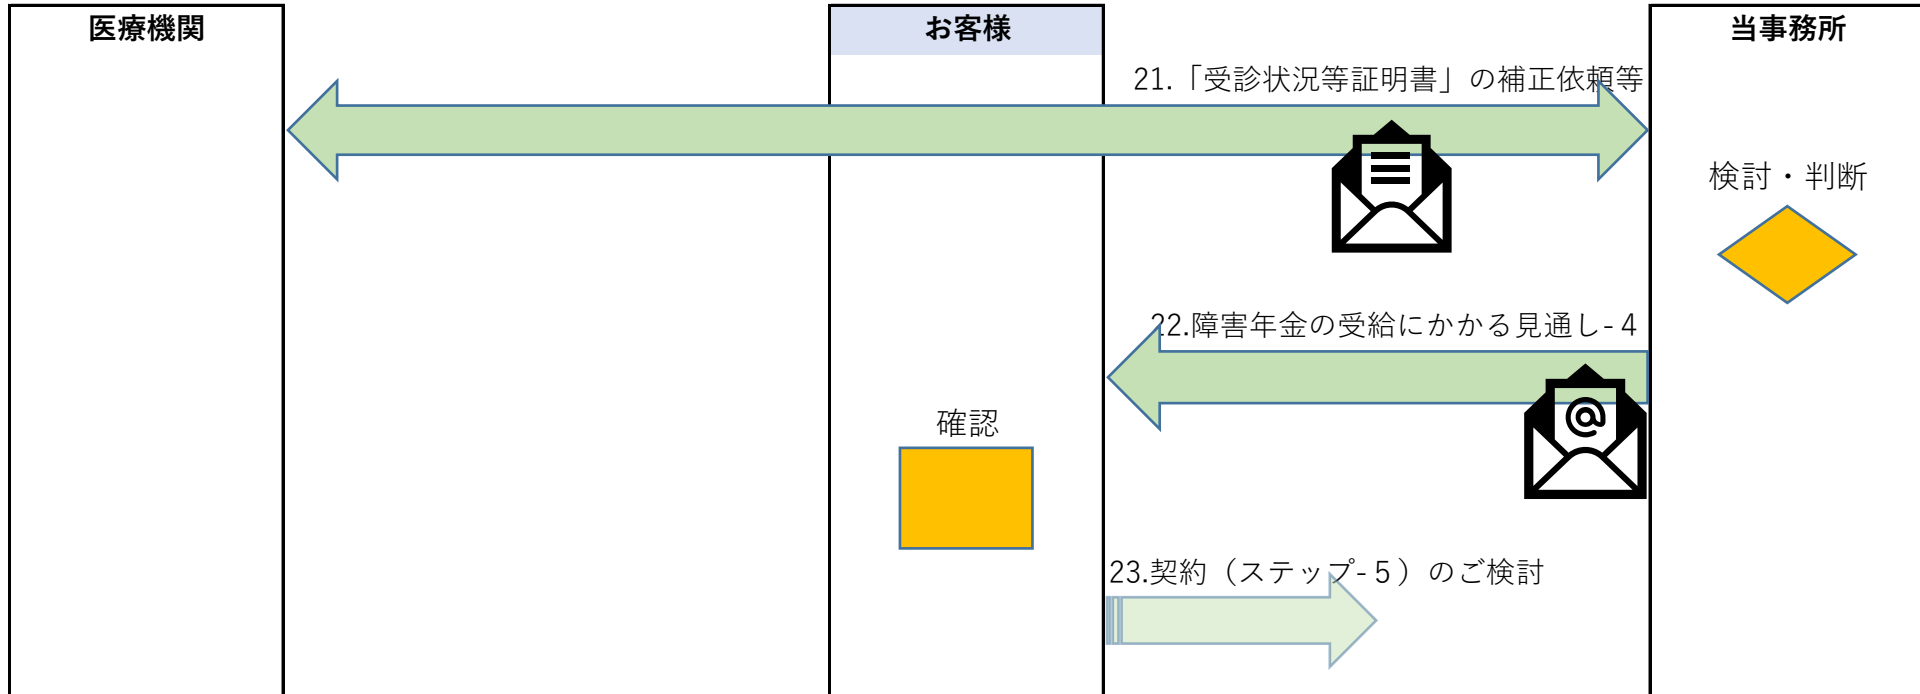 医療機関
お客様
当事務所
21.「受診状況等証明書」の補正依頼等
検討・判断
22.障害年金の受給にかかる見通し-４
@
確認
23.契約（ステップ-５）のご検討